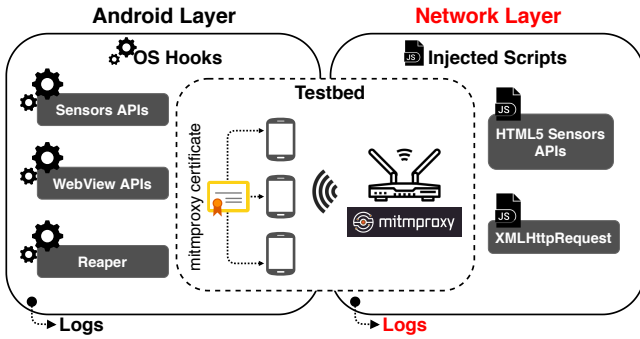 Android Layer
Network Layer
OS Hooks
JS
Injected Scripts
Testbed
Sensors APIs
WebView APIs
Reaper
mitmproxy certificate
mitmproxy
JS
HTML5 Sensors
APIs
JS
XMLHttpRequest
Logs
Logs